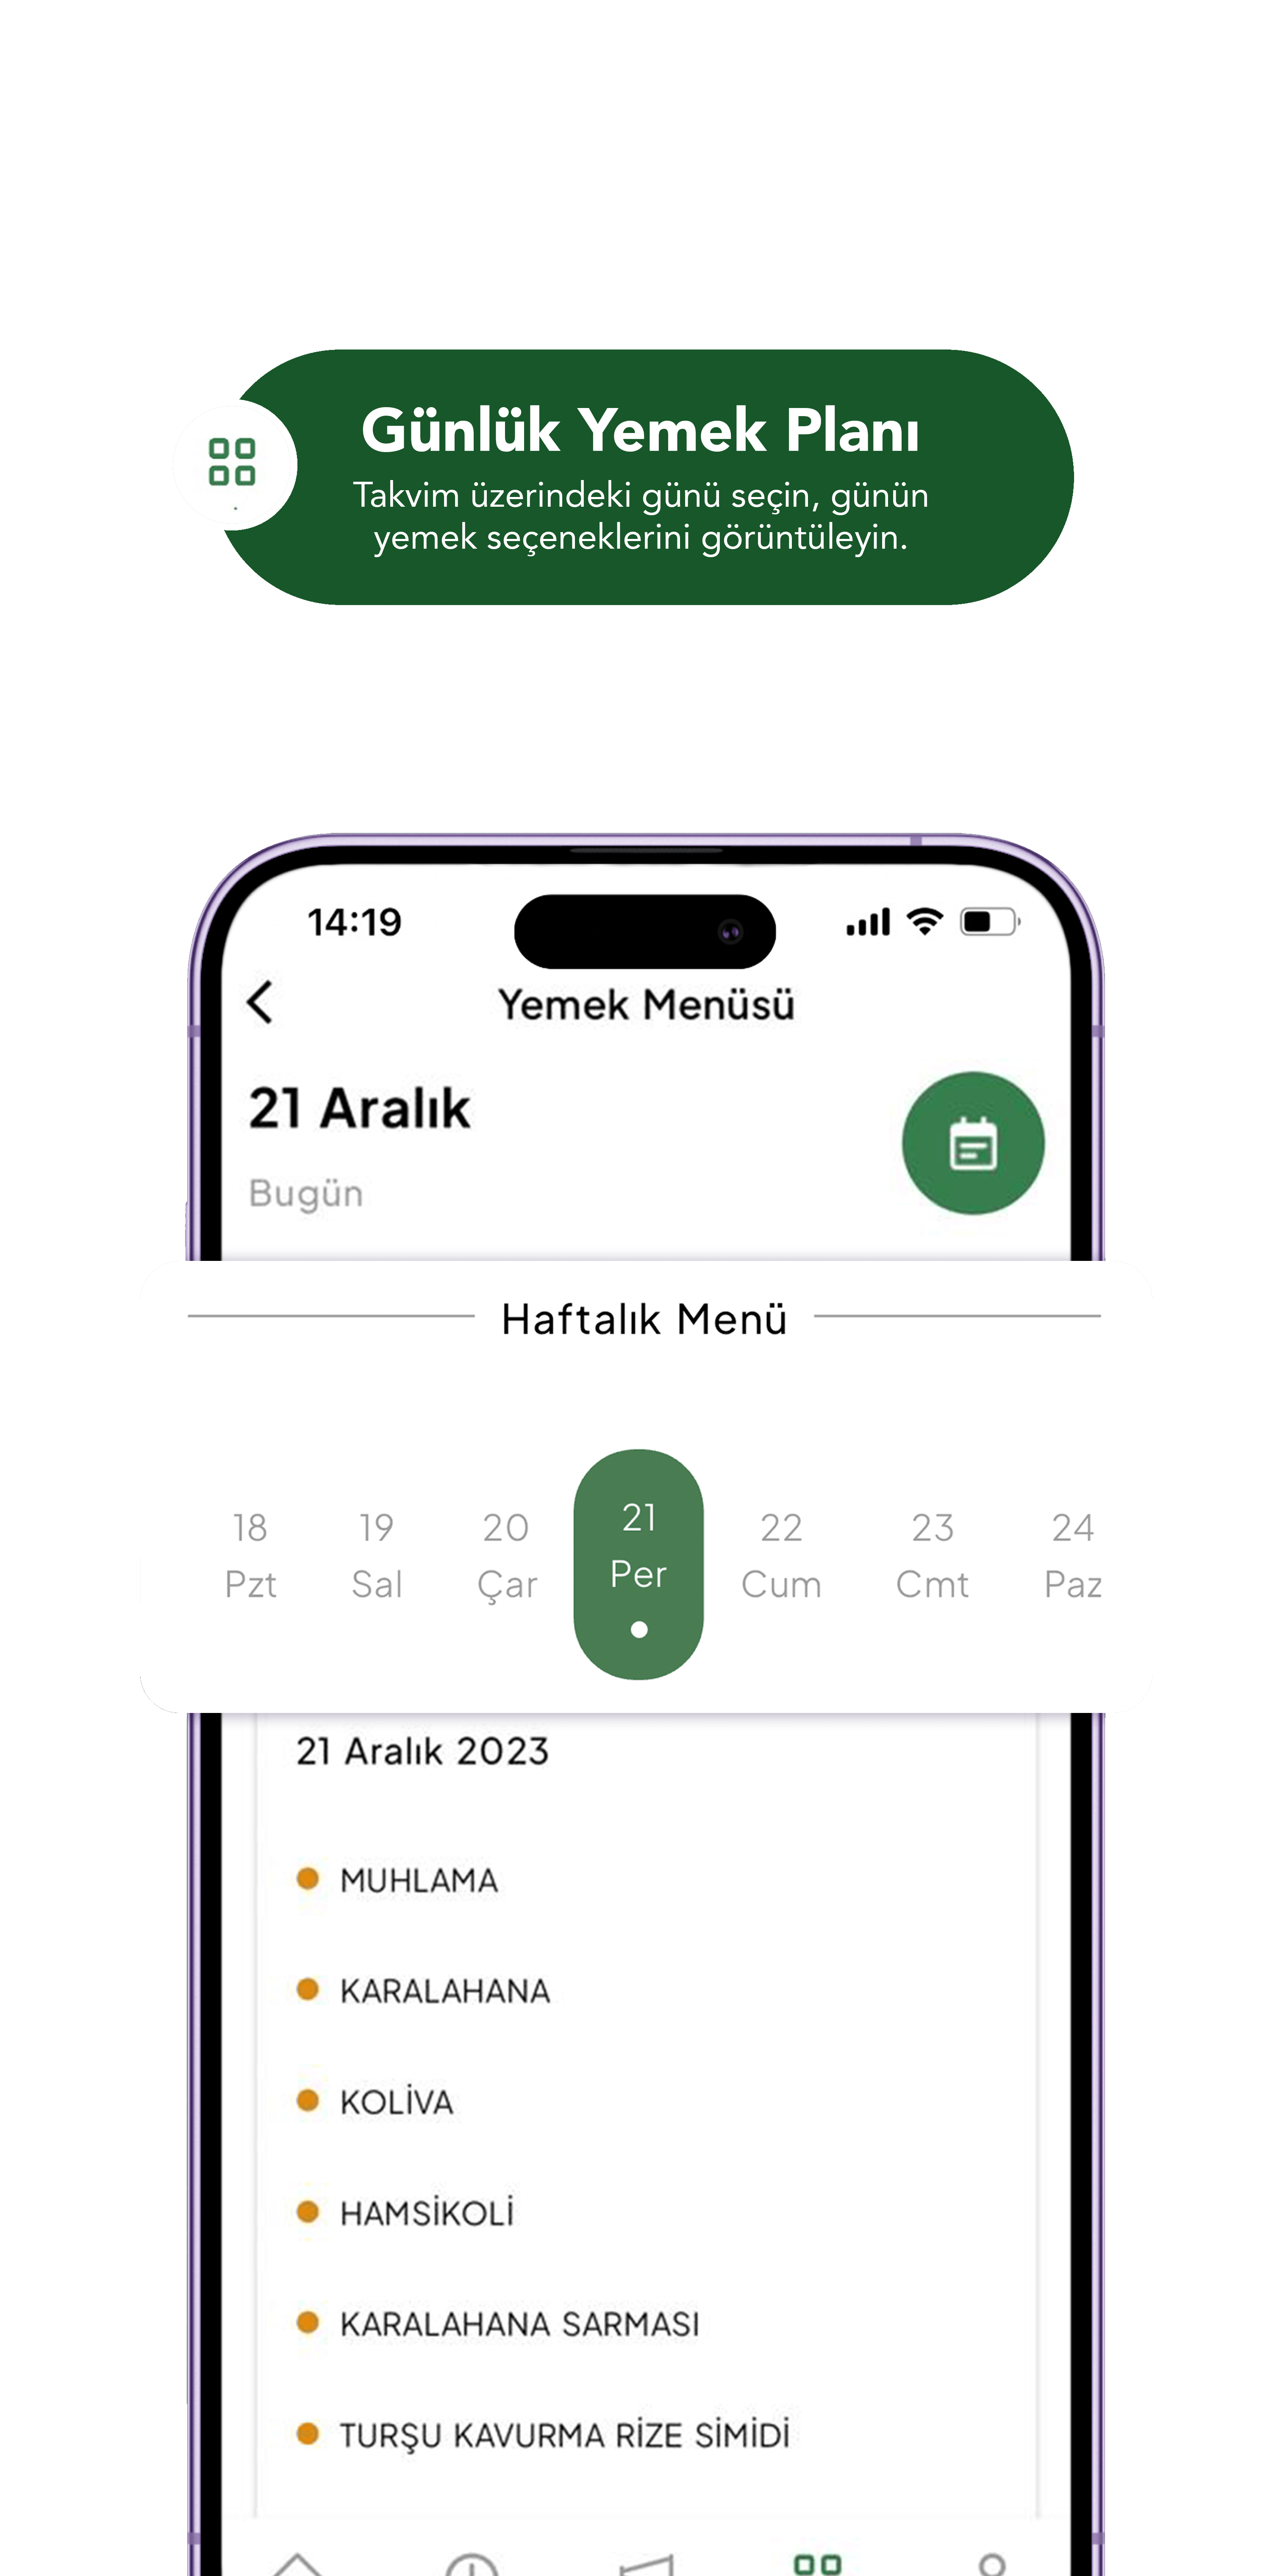 Günlük Yemek Planı
Takvim üzerindeki günü seçin, günün
yemek seçeneklerini görüntüleyin.
14:19
Yemek Menüsü
21 Aralık
Bugün
Haftalık Menü
18 19 20 21 22 23 24
Pzt Sal Çar Per Cum Cmt Paz
21 Aralık 2023
MUHLAMA
KARALAHANA
KOLİVA
HAMSİKOLİ
KARALAHANA SARMASI
TURŞU KAVURMA RİZE SİMİDİ